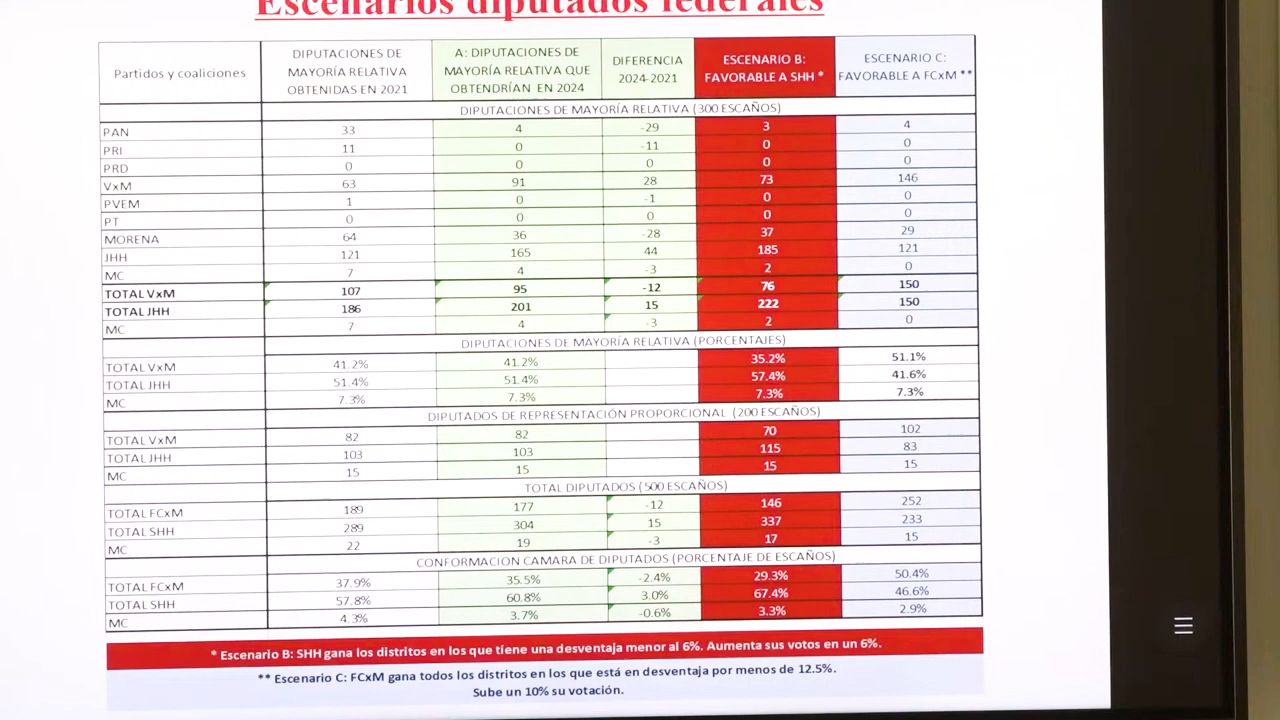 Escenarios diputados federales
Partidos y coaliciones | DIPUTACIONES DE MAYORÍA RELATIVA OBTENIDAS EN 2021 | A: DIPUTACIONES DE MAYORÍA RELATIVA QUE OBTENDRÍAN EN 2024 | DIFERENCIA 2024-2021 | ESCENARIO B: FAVORABLE A SHH * | ESCENARIO C: FAVORABLE A FCxM **
DIPUTACIONES DE MAYORÍA RELATIVA (300 ESCAÑOS)
PAN | 33 | 4 | -29 | 3 | 4
PRI | 11 | 0 | -11 | 0 | 0
PRD | 0 | 0 | 0 | 0 | 0
VxM | 63 | 91 | 28 | 73 | 146
PVEM | 1 | 0 | -1 | 0 | 0
PT | 0 | 0 | 0 | 0 | 0
MORENA | 64 | 36 | -28 | 37 | 29
JHH | 121 | 165 | 44 | 185 | 121
MC | 7 | 4 | -3 | 2 | 0
TOTAL VxM | 107 | 95 | -12 | 76 | 150
TOTAL JHH | 186 | 201 | 15 | 222 | 150
MC | 7 | 4 | -3 | 2 | 0
DIPUTACIONES DE MAYORÍA RELATIVA (PORCENTAJES)
TOTAL VxM | 41.2% | 41.2% | 35.2% | 51.1%
TOTAL JHH | 51.4% | 51.4% | 57.4% | 41.6%
MC | 7.3% | 7.3% | 7.3% | 7.3%
DIPUTADOS DE REPRESENTACIÓN PROPORCIONAL (200 ESCAÑOS)
TOTAL VxM | 82 | 82 | 70 | 102
TOTAL JHH | 103 | 103 | 115 | 83
MC | 15 | 15 | 15 | 15
TOTAL DIPUTADOS (500 ESCAÑOS)
TOTAL FCxM | 189 | 177 | -12 | 146 | 252
TOTAL SHH | 289 | 304 | 15 | 337 | 233
MC | 22 | 19 | -3 | 17 | 15
CONFORMACION CAMARA DE DIPUTADOS (PORCENTAJE DE ESCAÑOS)
TOTAL FCxM | 37.9% | 35.5% | -2.4% | 29.3% | 50.4%
TOTAL SHH | 57.8% | 60.8% | 3.0% | 67.4% | 46.6%
MC | 4.3% | 3.7% | -0.6% | 3.3% | 2.9%
* Escenario B: SHH gana los distritos en los que tiene una desventaja menor al 6%. Aumenta sus votos en un 6%.
** Escenario C: FCxM gana todos los distritos en los que está en desventaja por menos de 12.5%.
Sube un 10% su votación.